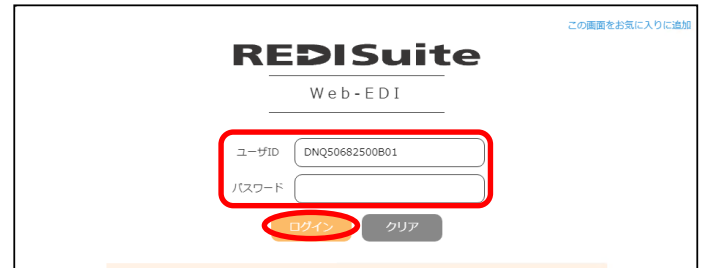 この画面をお気に入りに追加
REDISuite
Web-EDI
ユーザID DNQ50682500B01
パスワード
ログイン クリア